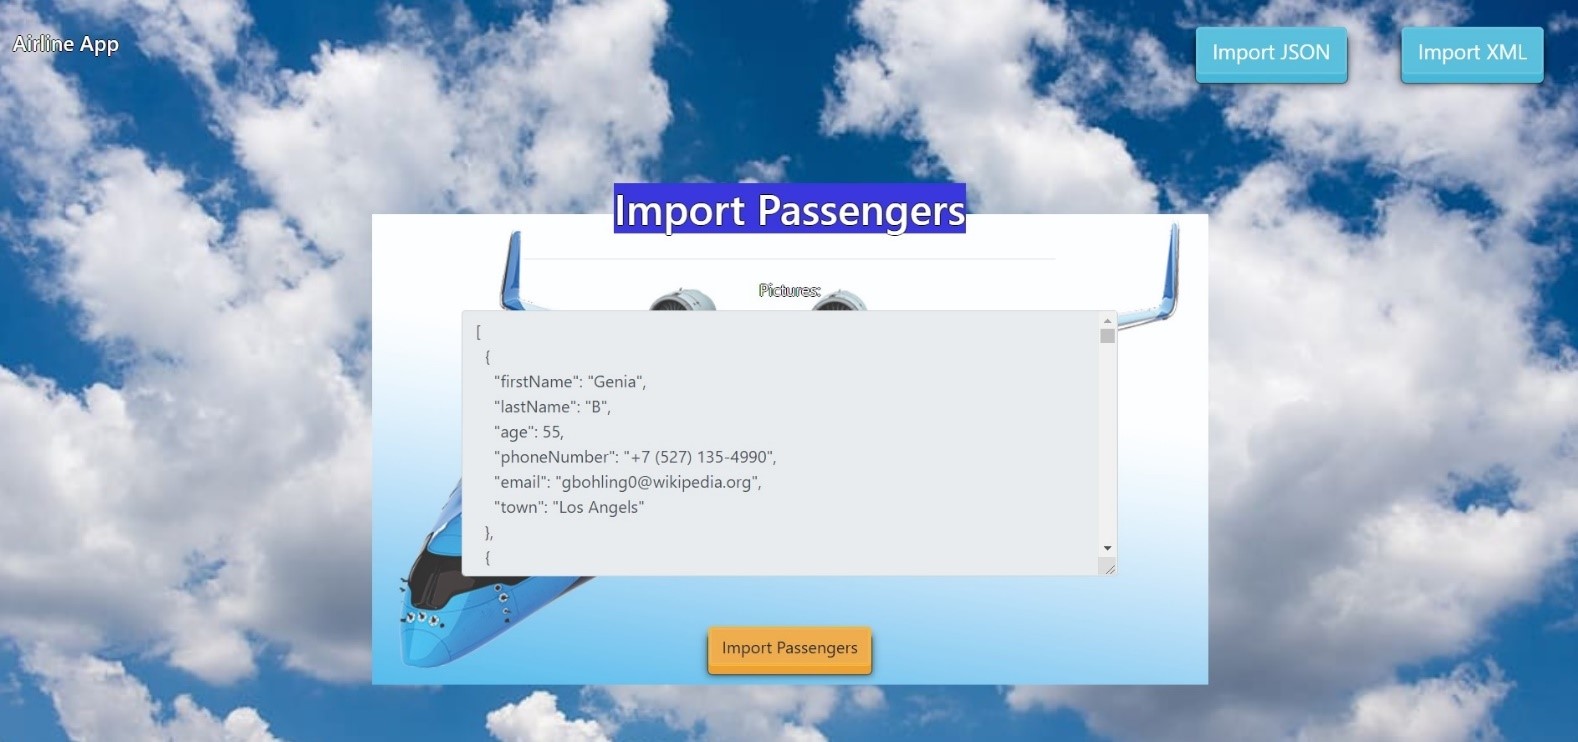 Airline App
Import JSON
Import XML
Import Passengers
Pictures:
[
{
"firstName": "Genia",
"lastName": "B",
"age": 55,
"phoneNumber": "+7 (527) 135-4990",
"email": "gbohling0@wikipedia.org",
"town": "Los Angels"
},
{
Import Passengers